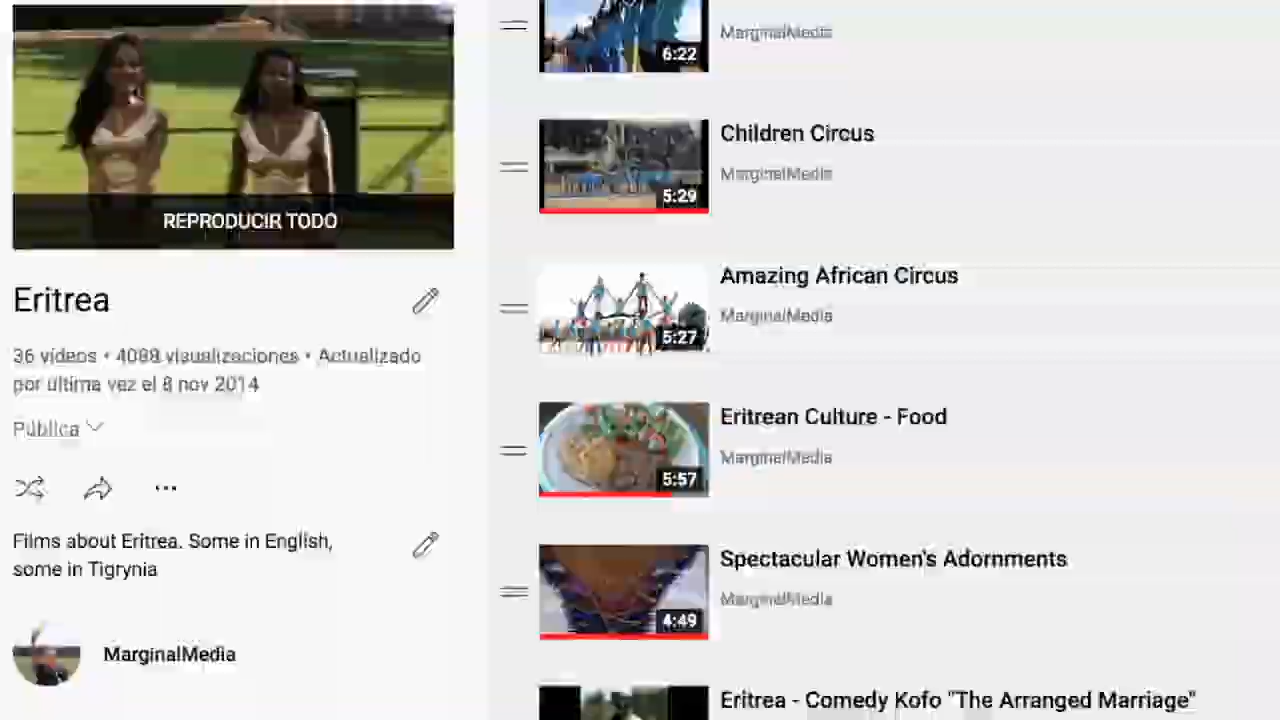 REPRODUCIR TODO
Eritrea
36 vídeos • 4088 visualizaciones • Actualizado
por última vez el 8 nov 2014
Pública
Films about Eritrea. Some in English,
some in Tigrynia
MarginalMedia
6:22
MarginalMedia
Children Circus
MarginalMedia
5:29
Amazing African Circus
MarginalMedia
5:27
Eritrean Culture - Food
MarginalMedia
5:57
Spectacular Women's Adornments
MarginalMedia
4:49
Eritrea - Comedy Kofo "The Arranged Marriage"